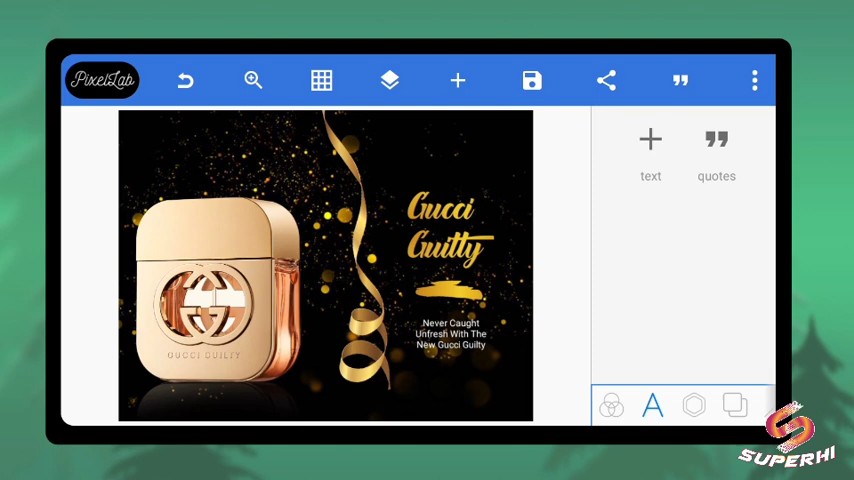 PixelLab
text
quotes
Gucci
Guilty
Never Caught
Unfresh With The
New Gucci Guilty
GUCCI GUILTY
SUPERHI